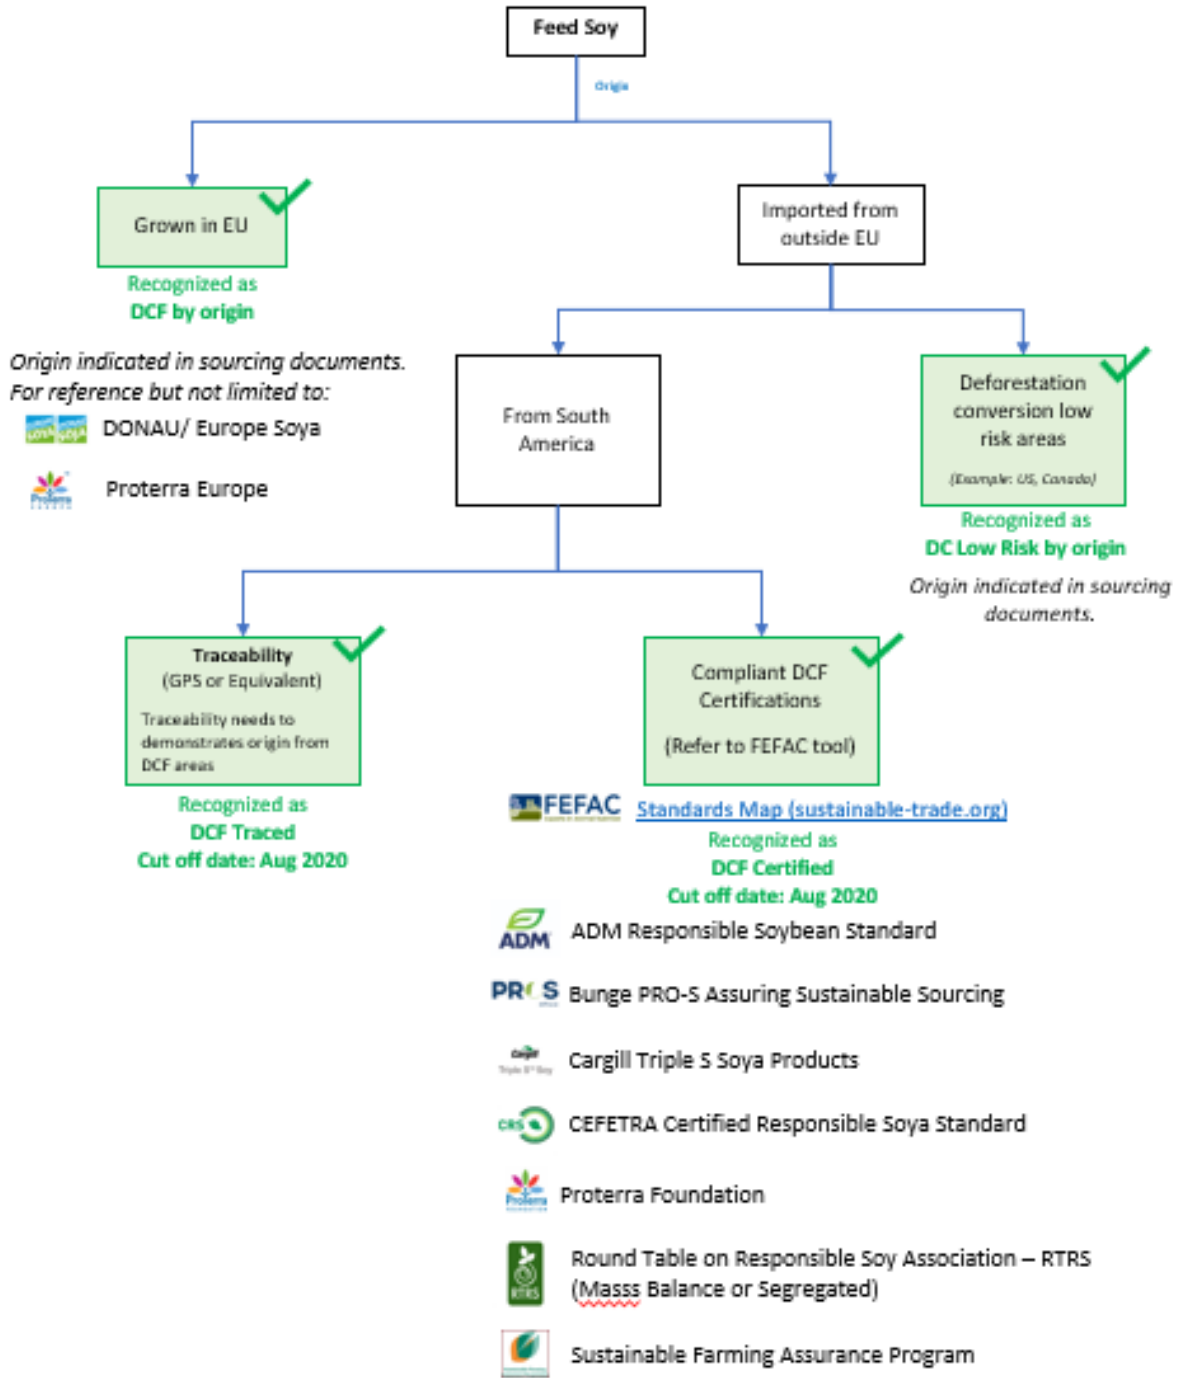 Feed Soy
Origin
Grown in EU
Recognized as
DCF by origin
Origin indicated in sourcing documents.
For reference but not limited to:
DONAU/ Europe Soya
Proterra Europe
Imported from
outside EU
From South
America
Deforestation
conversion low
risk areas
(Example: US, Canada)
Recognized as
DC Low Risk by origin
Origin indicated in sourcing
documents.
Traceability
(GPS or Equivalent)
Traceability needs to
demonstrates origin from
DCF areas
Recognized as
DCF Traced
Cut off date: Aug 2020
Compliant DCF
Certifications
(Refer to FEFAC tool)
FEFAC Standards Map (sustainable-trade.org)
Recognized as
DCF Certified
Cut off date: Aug 2020
ADM ADM Responsible Soybean Standard
PROS Bunge PRO-S Assuring Sustainable Sourcing
Cargill Triple S Soya Products
CRS CEFETRA Certified Responsible Soya Standard
Proterra Proterra Foundation
RTRS Round Table on Responsible Soy Association – RTRS
(Masss Balance or Segregated)
Sustainable Farming Assurance Program